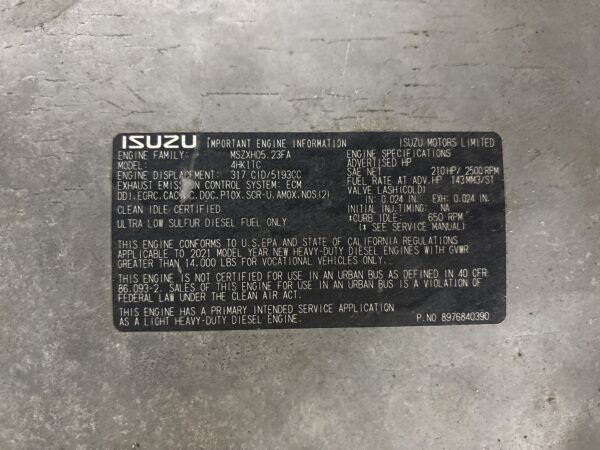 ISUZU IMPORTANT ENGINE INFORMATION ISUZU MOTORS LIMITED
ENGINE FAMILY: MSZXH05.23FA
MODEL: 4HK1TC
ENGINE DISPLACEMENT: 317 CID/5193CC
EXHAUST EMISSION CONTROL SYSTEM: ECM
DDI.EGRC.CAC.TC.DOC.PTOX.SCR-U.AMOX.NOS(2)
CLEAN IDLE CERTIFIED
ULTRA LOW SULFUR DIESEL FUEL ONLY
ENGINE SPECIFICATIONS
ADVERTISED HP
SAE NET 210HP/2500RPM
FUEL RATE AT ADV.HP 143MM3/ST
VALVE LASH(COLD)
IN: 0.024 IN EXH: 0.024 IN
INITIAL TIMING: NA
*CURB IDLE: 650 RPM
(* SEE SERVICE MANUAL)
THIS ENGINE CONFORMS TO U.S.EPA AND STATE OF CALIFORNIA REGULATIONS
APPLICABLE TO 2021 MODEL YEAR NEW HEAVY-DUTY DIESEL ENGINES WITH GVWR
GREATER THAN 14,000 LBS FOR VOCATIONAL VEHICLES ONLY.
THIS ENGINE IS NOT CERTIFIED FOR USE IN AN URBAN BUS AS DEFINED IN 40 CFR
86.093-2. SALES OF THIS ENGINE FOR USE IN AN URBAN BUS IS A VIOLATION OF
FEDERAL LAW UNDER THE CLEAN AIR ACT.
THIS ENGINE HAS A PRIMARY INTENDED SERVICE APPLICATION
AS A LIGHT HEAVY-DUTY DIESEL ENGINE.
P.NO 8976840390